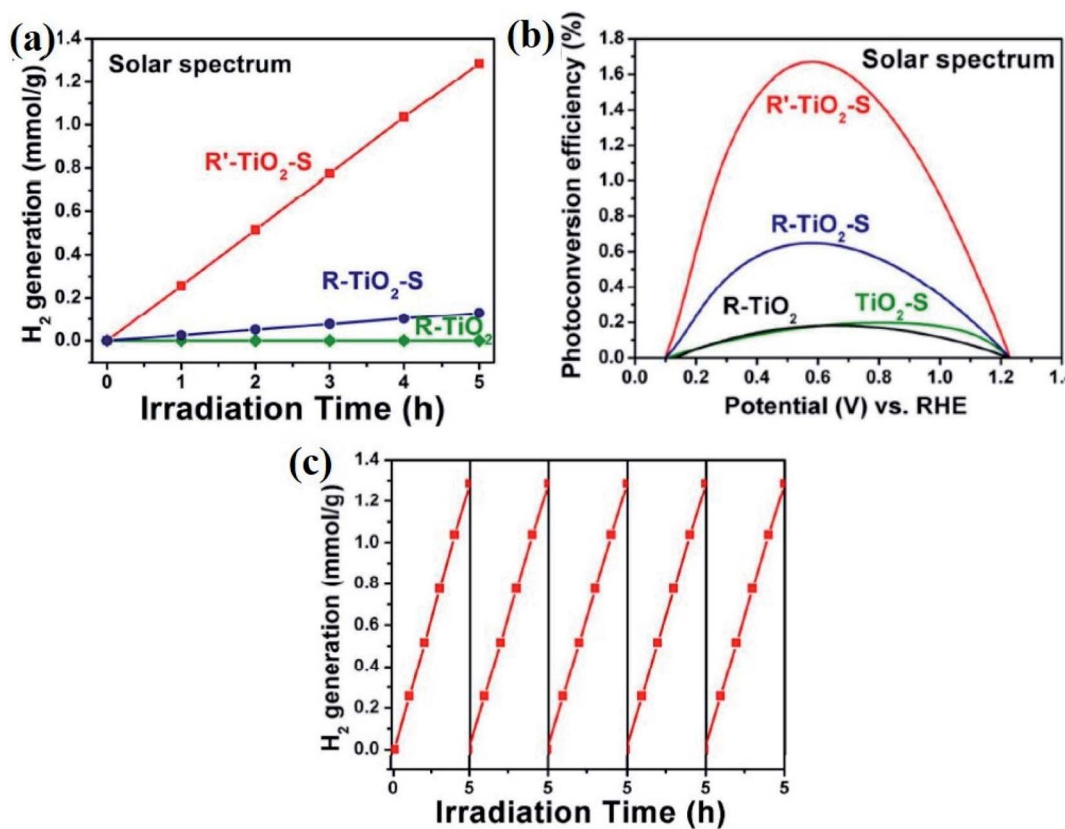 (a)
H₂ generation (mmol/g)
1.4
1.2
1.0
0.8
0.6
0.4
0.2
0.0
Solar spectrum
R'-TiO₂-S
R-TiO₂-S
R-TiO₂
0 1 2 3 4 5
Irradiation Time (h)
(b)
Photoconversion efficiency (%)
1.8
1.6
1.4
1.2
1.0
0.8
0.6
0.4
0.2
0.0
Solar spectrum
R'-TiO₂-S
R-TiO₂-S
R-TiO₂
TiO₂-S
0.0 0.2 0.4 0.6 0.8 1.0 1.2 1.4
Potential (V) vs. RHE
(c)
H₂ generation (mmol/g)
1.4
1.2
1.0
0.8
0.6
0.4
0.2
0.0
0 5 5 5 5 5
Irradiation Time (h)